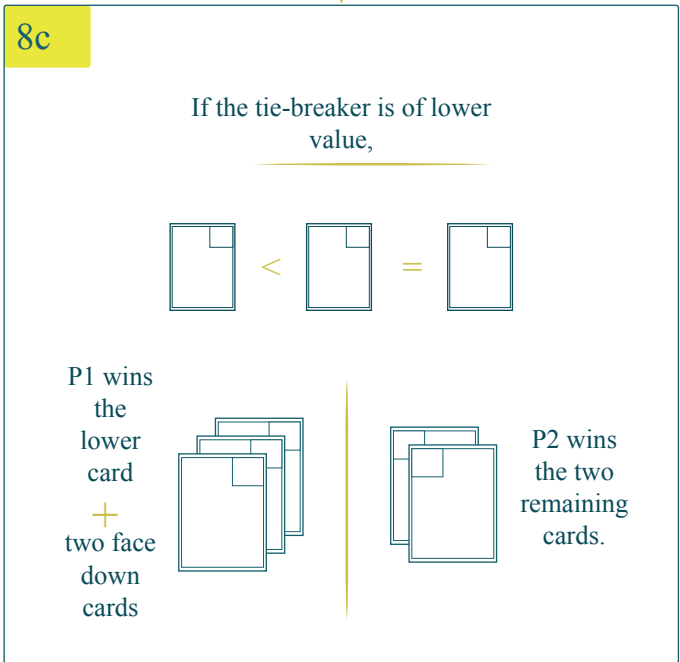 8c
If the tie-breaker is of lower
value,
< =
P1 wins
the
lower
card
+
two face
down
cards
P2 wins
the two
remaining
cards.